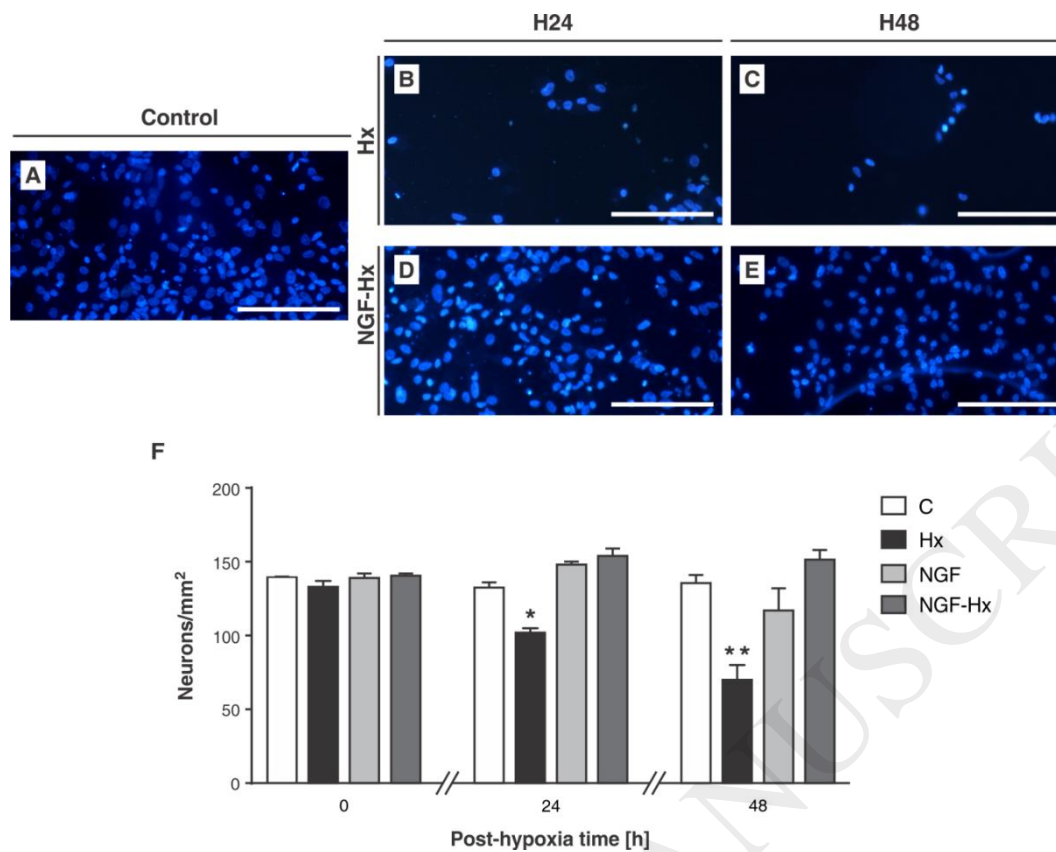 H24
H48
Control
Hx
NGF-Hx
A
B
C
D
E
F
200
150
100
50
0
Neurons/mm²
*
**
0
24
48
Post-hypoxia time [h]
C
Hx
NGF
NGF-Hx